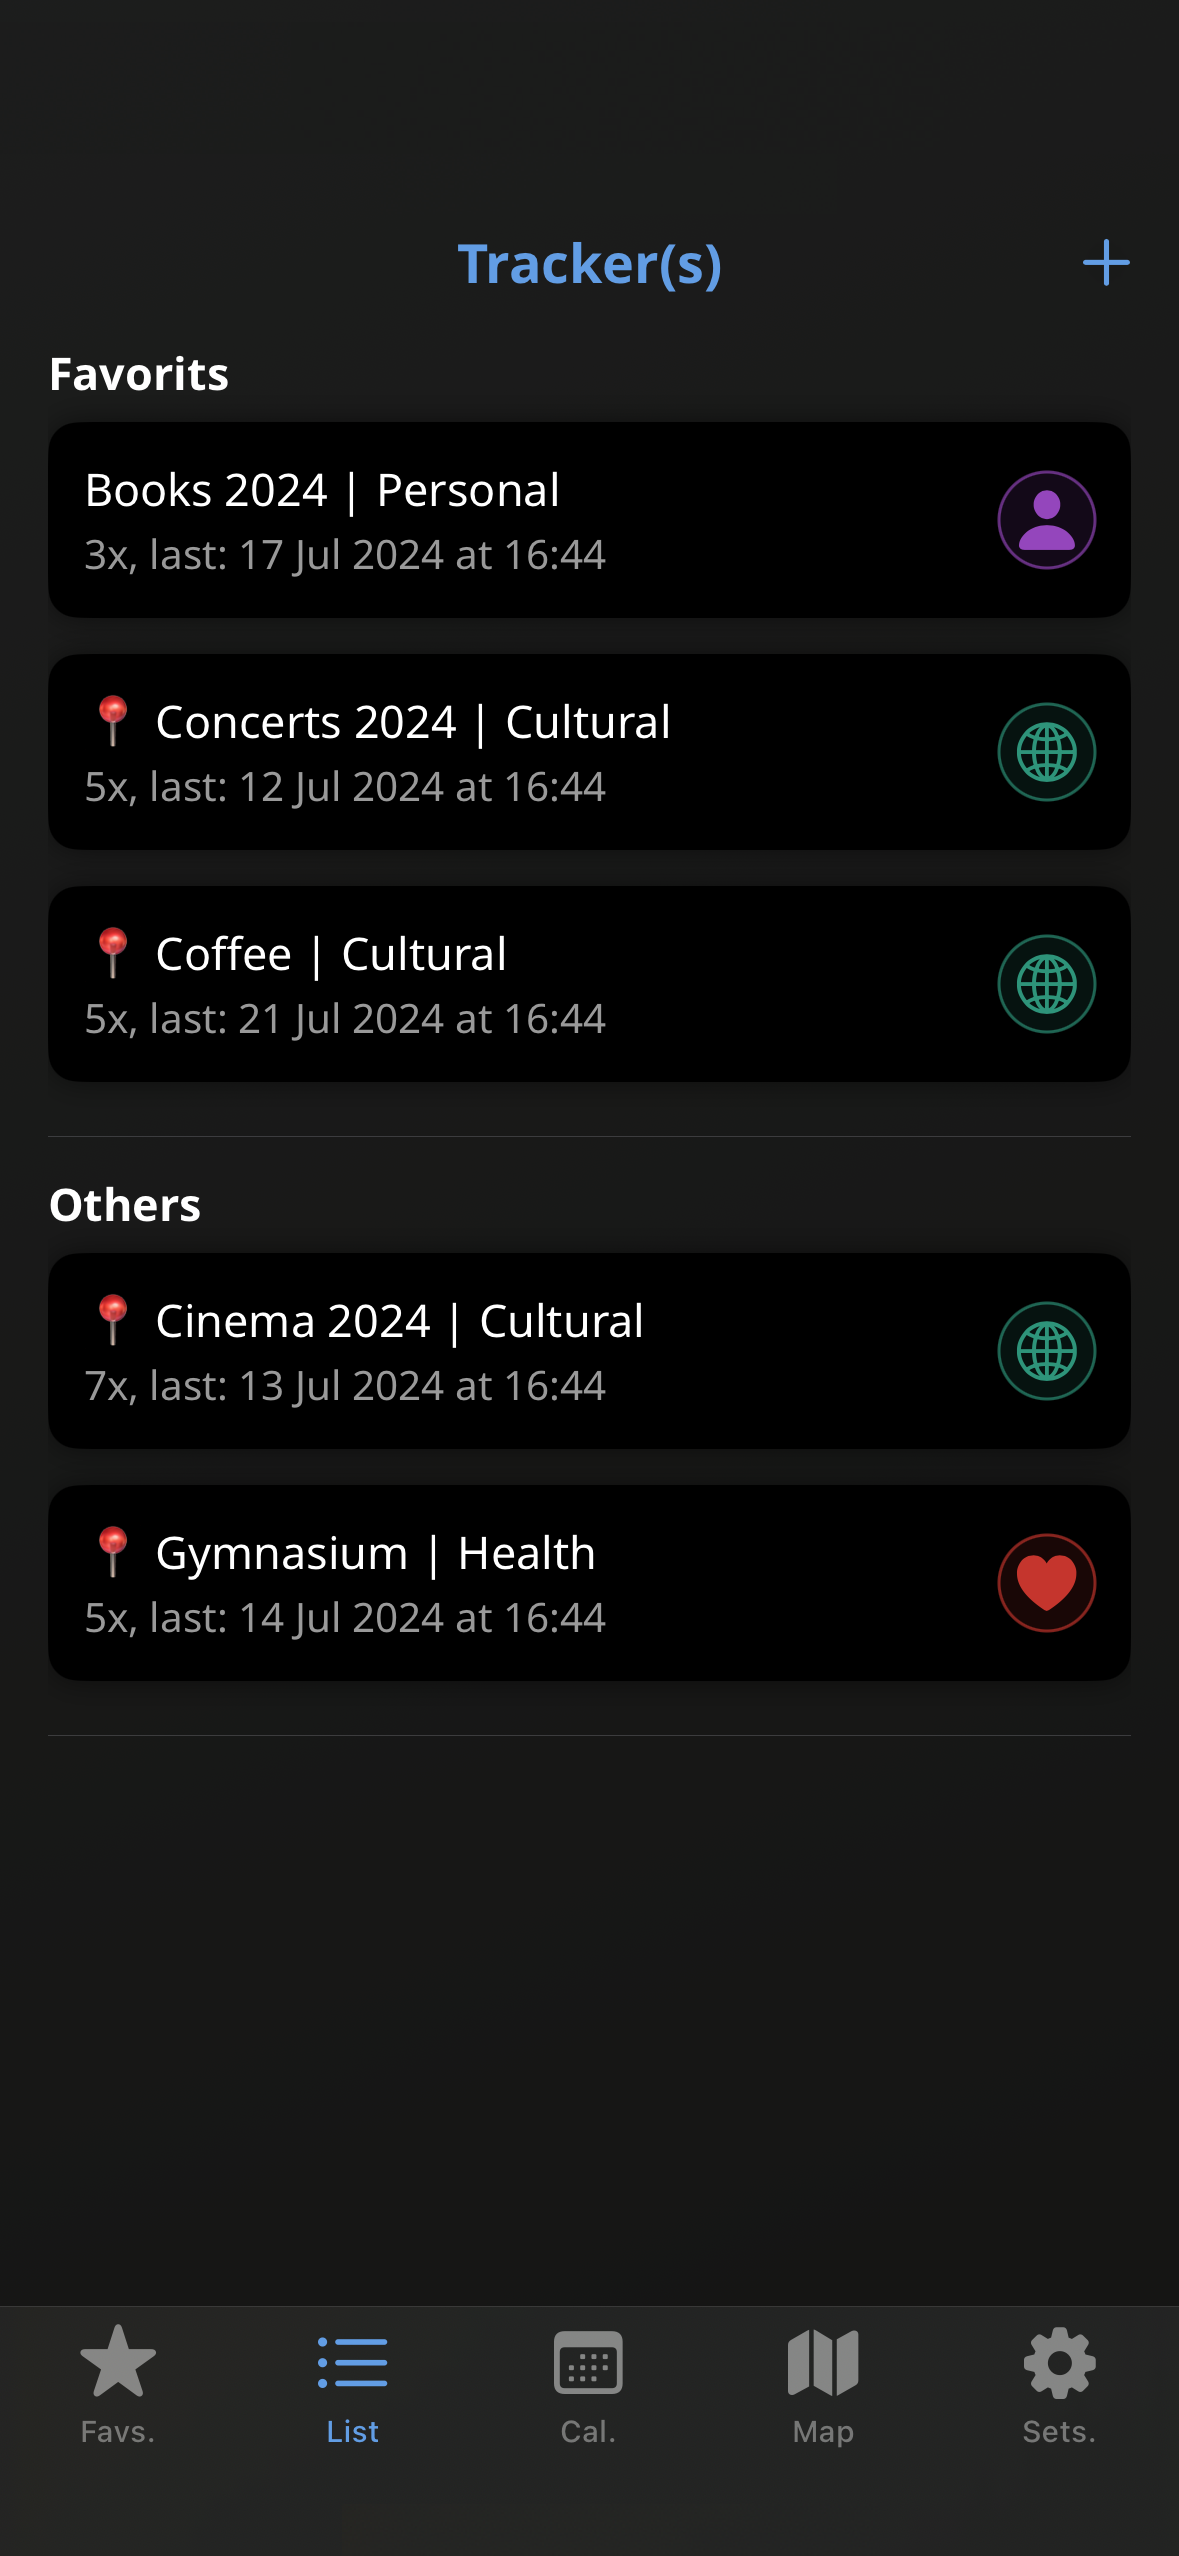 Tracker(s)
Favorits
Books 2024 | Personal
3x, last: 17 Jul 2024 at 16:44
Concerts 2024 | Cultural
5x, last: 12 Jul 2024 at 16:44
Coffee | Cultural
5x, last: 21 Jul 2024 at 16:44
Others
Cinema 2024 | Cultural
7x, last: 13 Jul 2024 at 16:44
Gymnasium | Health
5x, last: 14 Jul 2024 at 16:44
Favs. List Cal. Map Sets.